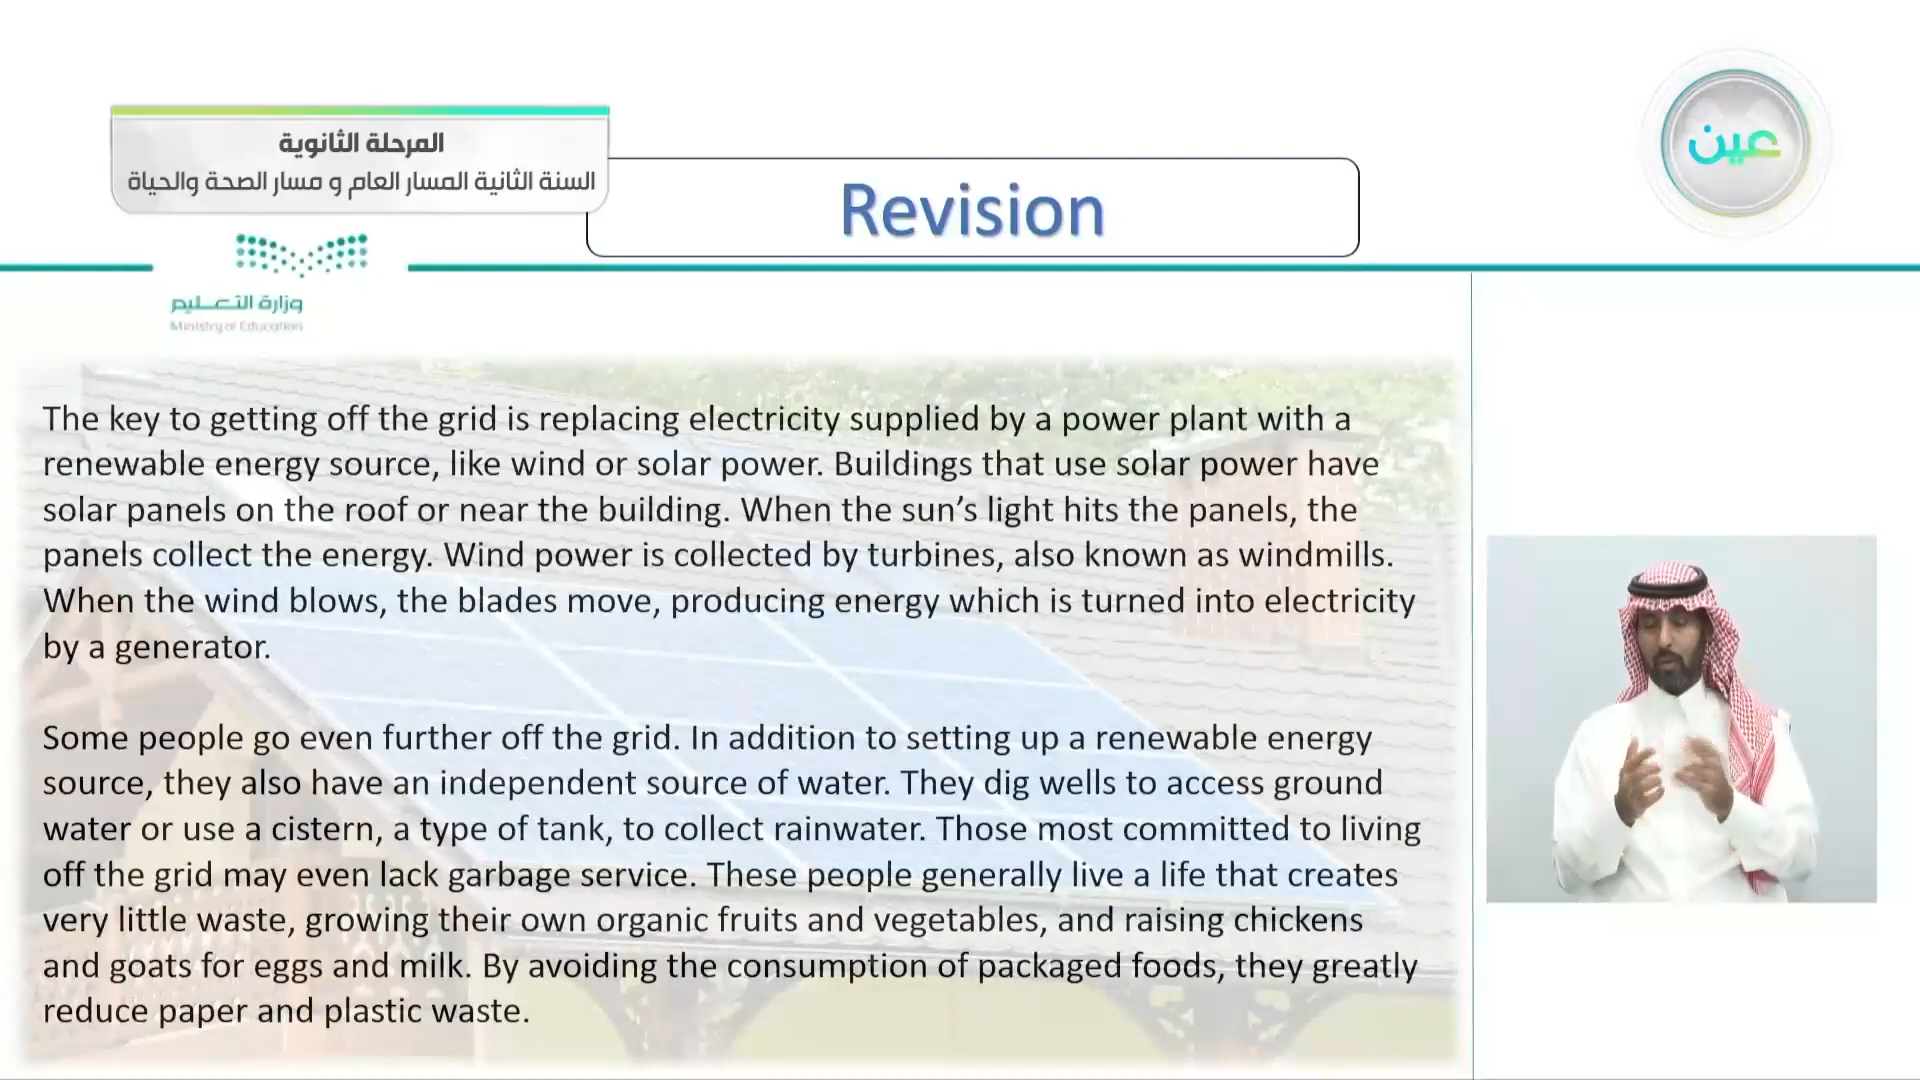 المرحلة الثانوية
السنة الثانية المسار العام و مسار الصحة والحياة
عين
Revision
وزارة التعليم
Ministry of Education
The key to getting off the grid is replacing electricity supplied by a power plant with a
renewable energy source, like wind or solar power. Buildings that use solar power have
solar panels on the roof or near the building. When the sun’s light hits the panels, the
panels collect the energy. Wind power is collected by turbines, also known as windmills.
When the wind blows, the blades move, producing energy which is turned into electricity
by a generator.
Some people go even further off the grid. In addition to setting up a renewable energy
source, they also have an independent source of water. They dig wells to access ground
water or use a cistern, a type of tank, to collect rainwater. Those most committed to living
off the grid may even lack garbage service. These people generally live a life that creates
very little waste, growing their own organic fruits and vegetables, and raising chickens
and goats for eggs and milk. By avoiding the consumption of packaged foods, they greatly
reduce paper and plastic waste.